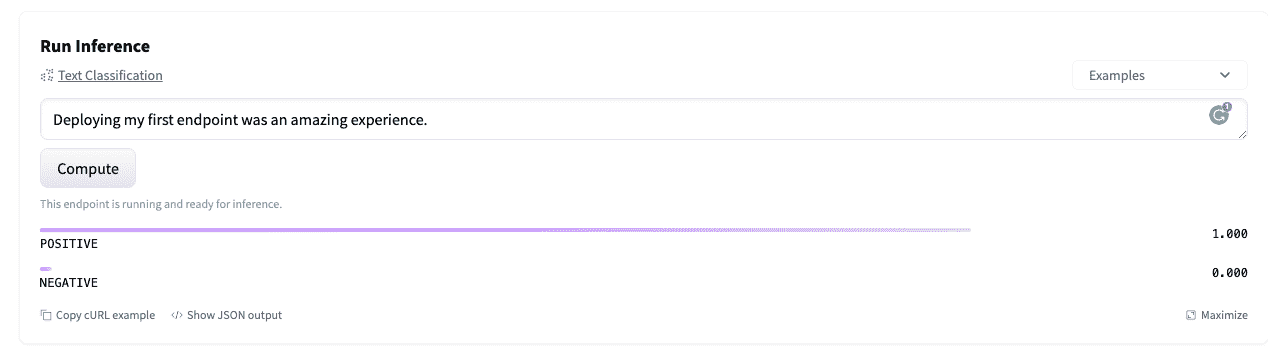 Run Inference
Text Classification
Examples
Deploying my first endpoint was an amazing experience.
1
Compute
This endpoint is running and ready for inference.
POSITIVE 1.000
NEGATIVE 0.000
Copy cURL example </> Show JSON output Maximize